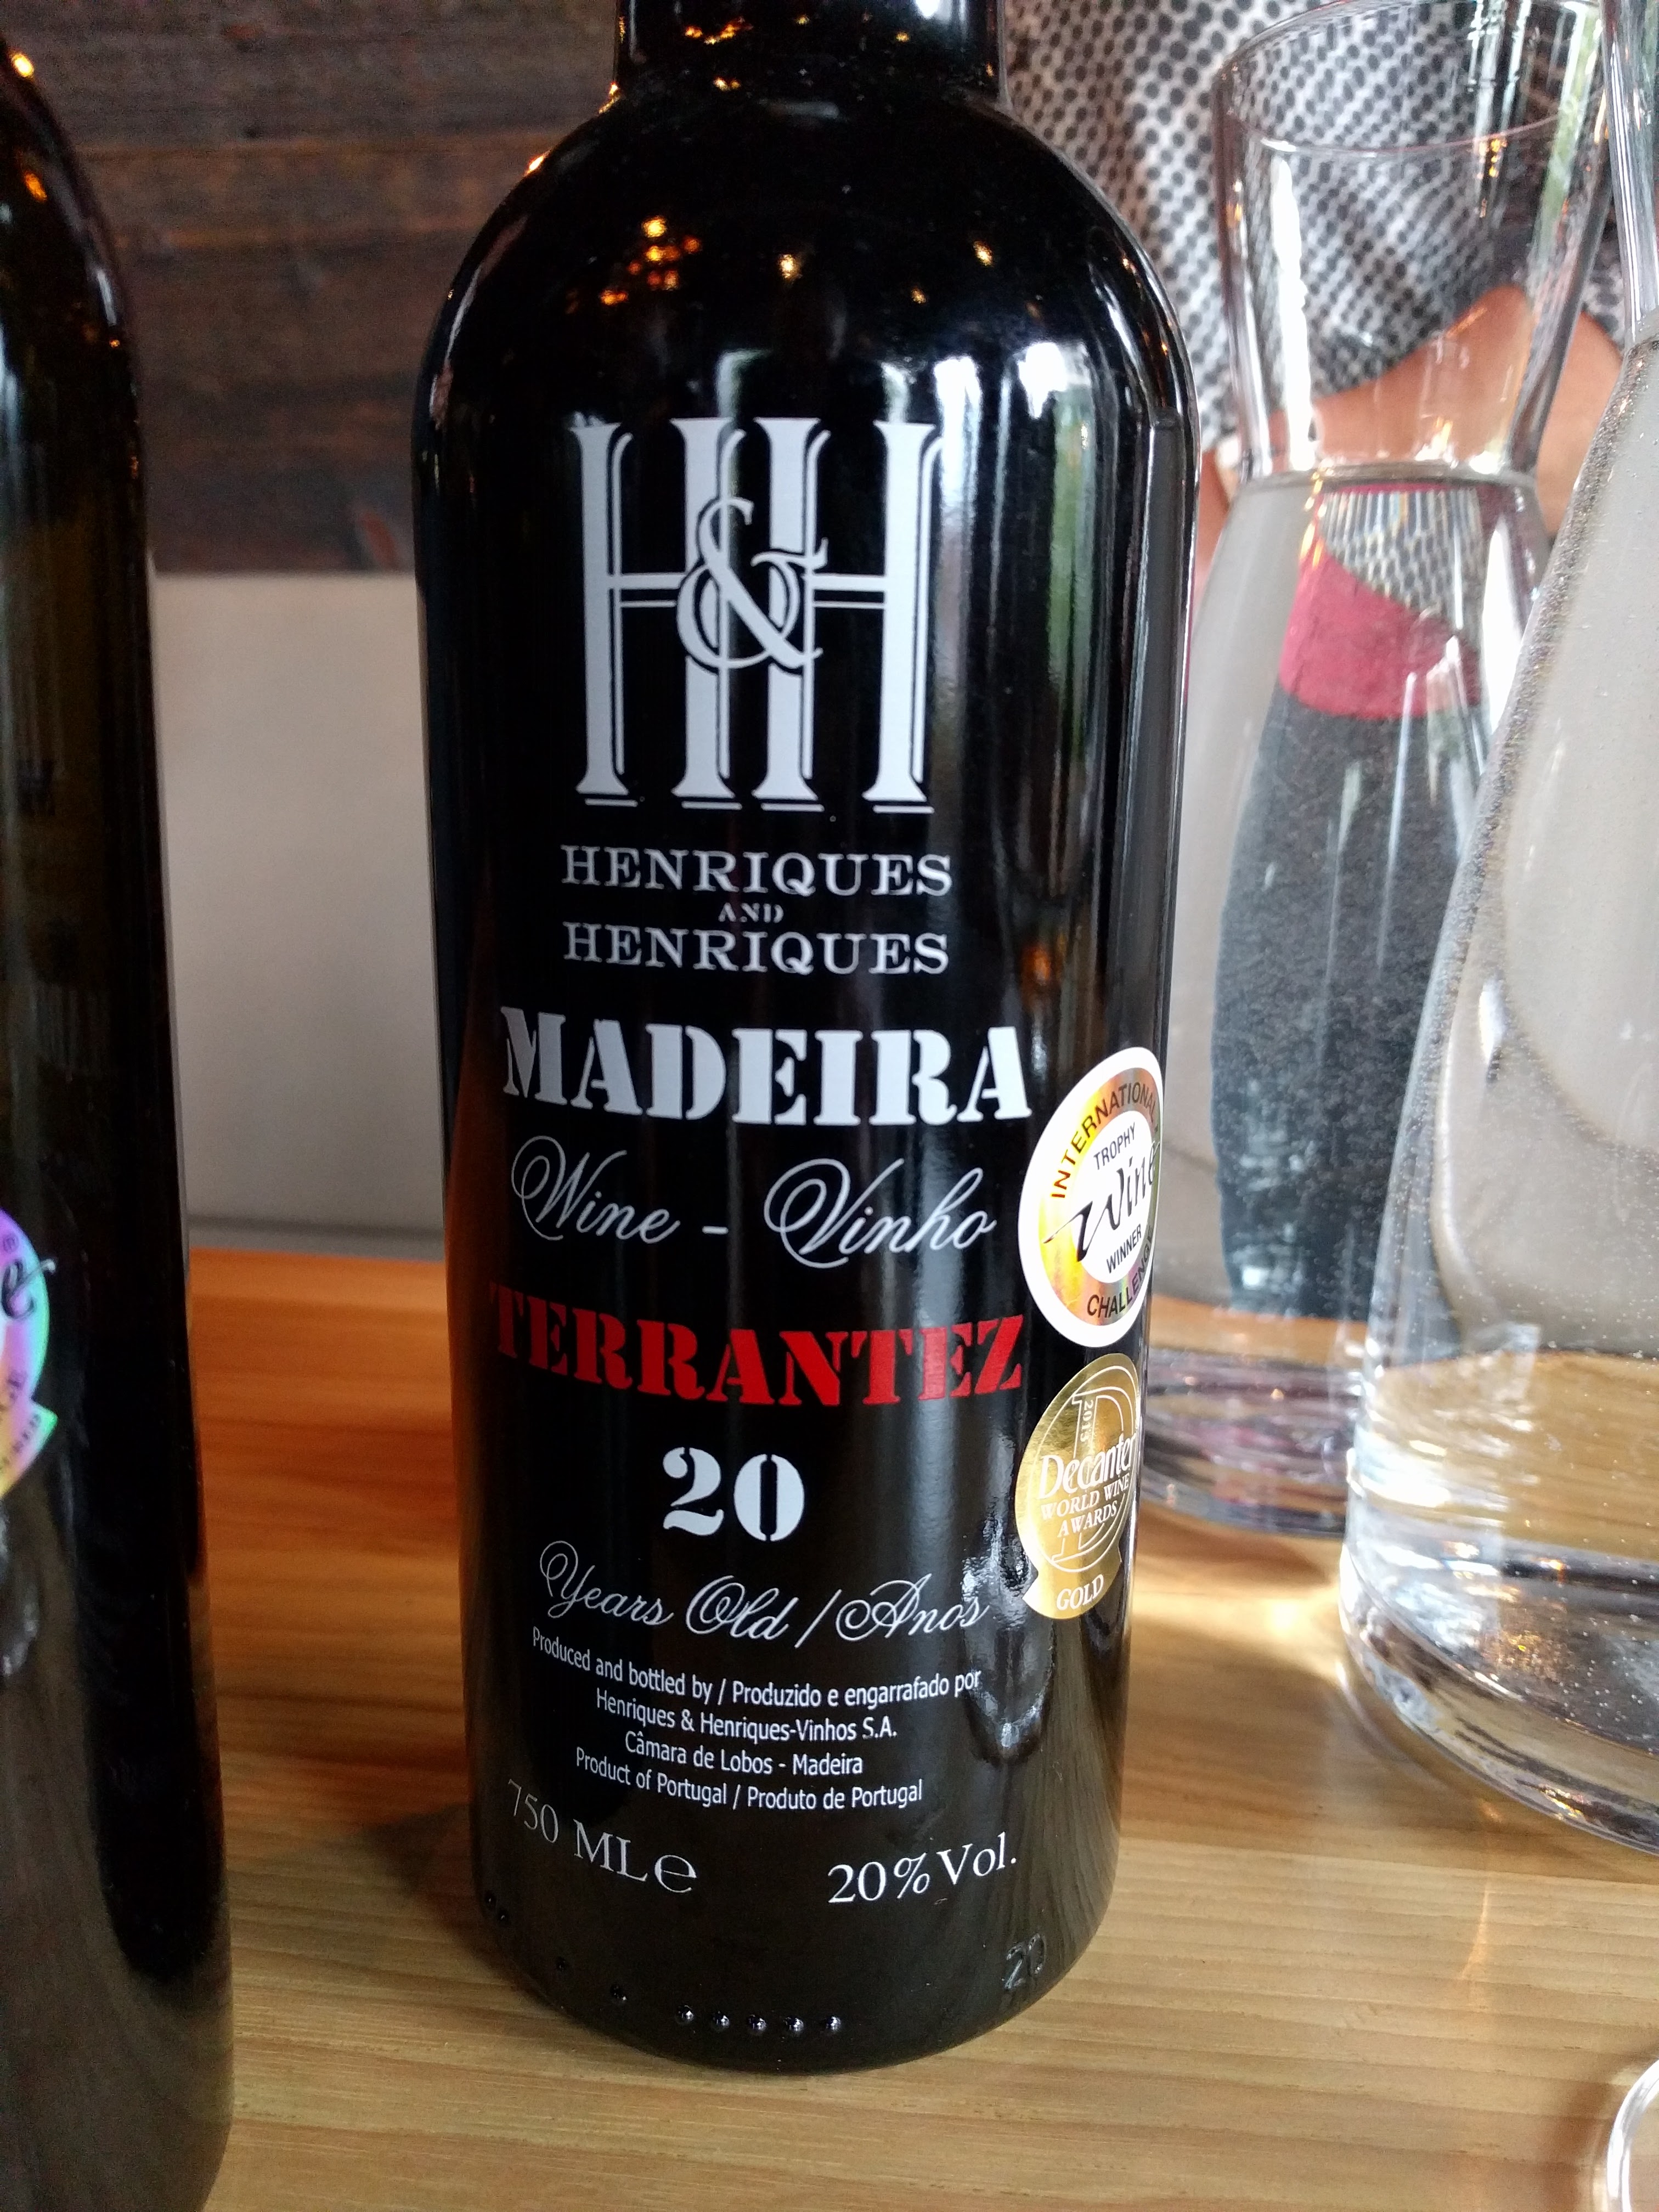 H&H
HENRIQUES
AND
HENRIQUES
MADEIRA
Wine - Vinho
TERRANTEZ
20
Years Old / Anos
Produced and bottled by / Produzido e engarrafado por
Henriques & Henriques-Vinhos S.A.
Câmara de Lobos - Madeira
Product of Portugal / Produto de Portugal
750 ML℮
20% Vol.
20
INTERNATIONAL
TROPHY
Wine
WINNER
CHALLENGE
2013
Decanter
WORLD WINE
AWARDS
GOLD